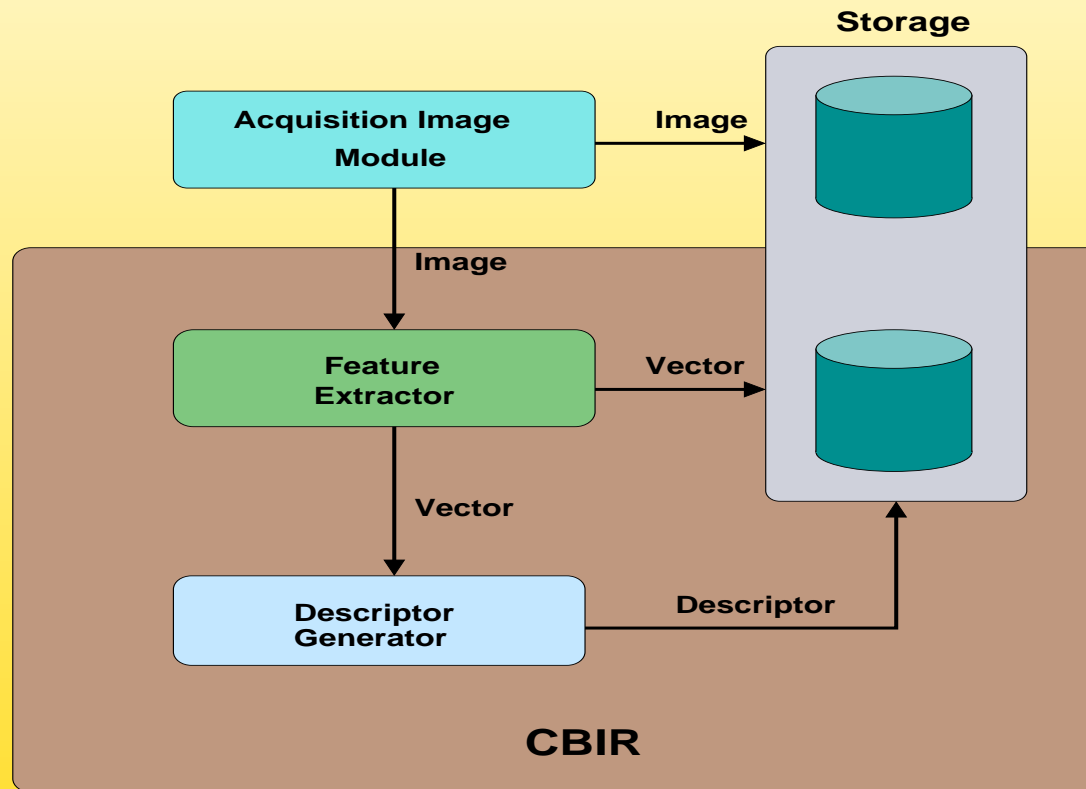 Storage
Acquisition Image
Module
Image
Image
Feature
Extractor
Vector
Vector
Descriptor
Generator
Descriptor
CBIR